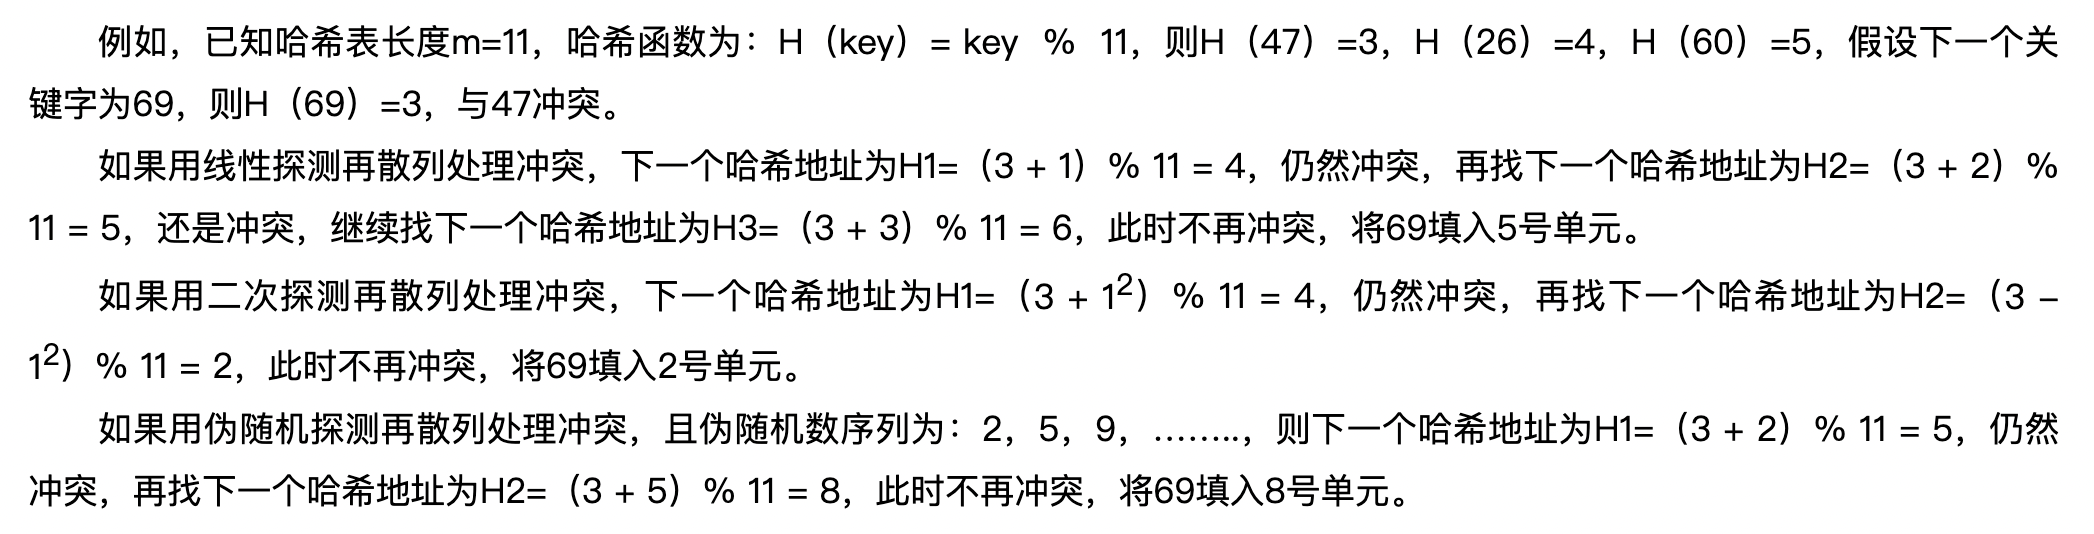 例如，已知哈希表长度m=11，哈希函数为：H（key）= key % 11，则H（47）=3，H（26）=4，H（60）=5，假设下一个关
键字为69，则H（69）=3，与47冲突。
如果用线性探测再散列处理冲突，下一个哈希地址为H1=（3 + 1）% 11 = 4，仍然冲突，再找下一个哈希地址为H2=（3 + 2）%
11 = 5，还是冲突，继续找下一个哈希地址为H3=（3 + 3）% 11 = 6，此时不再冲突，将69填入5号单元。
如果用二次探测再散列处理冲突，下一个哈希地址为H1=（3 + 1²）% 11 = 4，仍然冲突，再找下一个哈希地址为H2=（3 –
1²）% 11 = 2，此时不再冲突，将69填入2号单元。
如果用伪随机探测再散列处理冲突，且伪随机数序列为：2，5，9，……..，则下一个哈希地址为H1=（3 + 2）% 11 = 5，仍然
冲突，再找下一个哈希地址为H2=（3 + 5）% 11 = 8，此时不再冲突，将69填入8号单元。